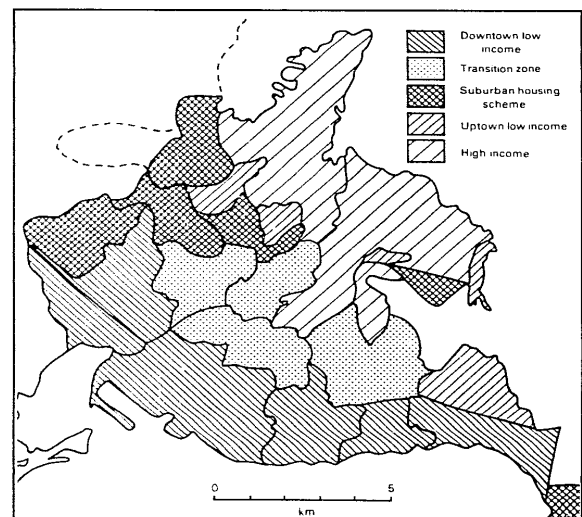 Downtown low
income
Transition zone
Suburban housing
scheme
Uptown low income
High income
0 5
km